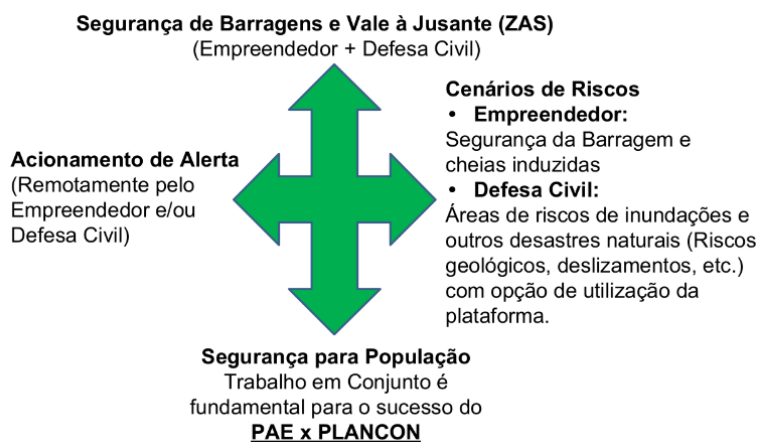 Segurança de Barragens e Vale à Jusante (ZAS)
(Empreendedor + Defesa Civil)
Acionamento de Alerta
(Remotamente pelo
Empreendedor e/ou
Defesa Civil)
Cenários de Riscos
• Empreendedor:
Segurança da Barragem e
cheias induzidas
• Defesa Civil:
Áreas de riscos de inundações e
outros desastres naturais (Riscos
geológicos, deslizamentos, etc.)
com opção de utilização da
plataforma.
Segurança para População
Trabalho em Conjunto é
fundamental para o sucesso do
PAE x PLANCON